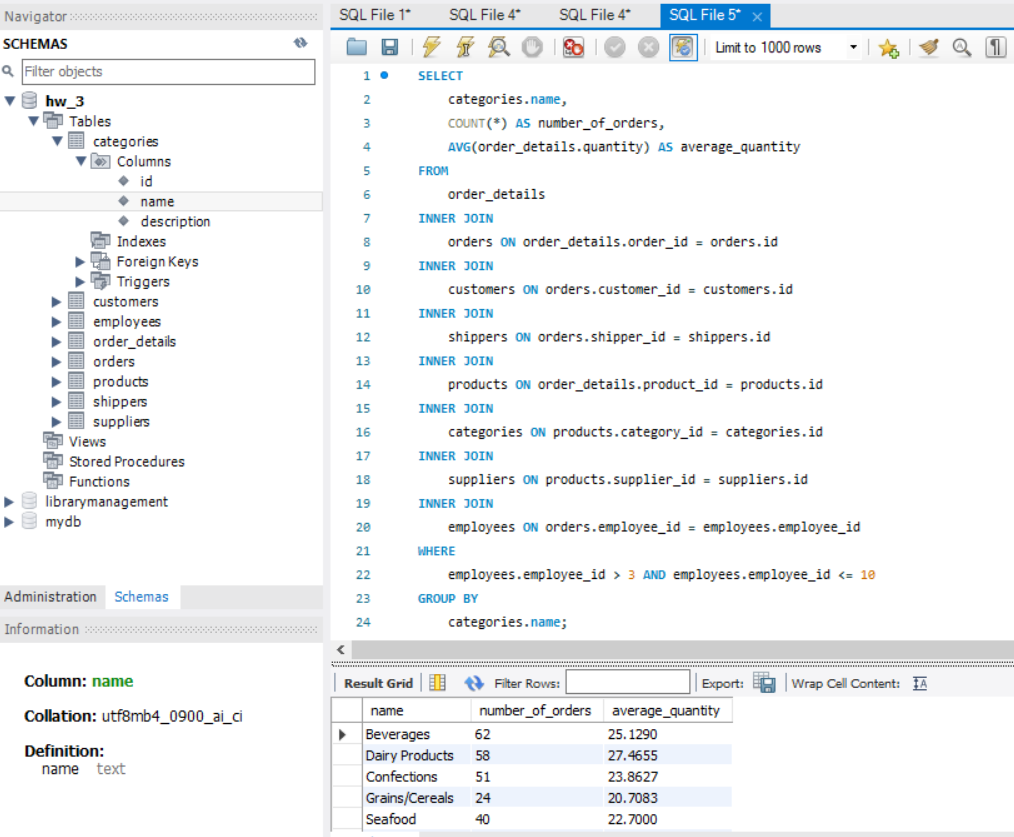 Navigator
SCHEMAS
Filter objects
hw_3
Tables
categories
Columns
id
name
description
Indexes
Foreign Keys
Triggers
customers
employees
order_details
orders
products
shippers
suppliers
Views
Stored Procedures
Functions
librarymanagement
mydb
Administration Schemas
Information
Column: name
Collation: utf8mb4_0900_ai_ci
Definition:
name text
SQL File 1* SQL File 4* SQL File 4* SQL File 5* ×
Limit to 1000 rows
1 SELECT
2 categories.name,
3 COUNT(*) AS number_of_orders,
4 AVG(order_details.quantity) AS average_quantity
5 FROM
6 order_details
7 INNER JOIN
8 orders ON order_details.order_id = orders.id
9 INNER JOIN
10 customers ON orders.customer_id = customers.id
11 INNER JOIN
12 shippers ON orders.shipper_id = shippers.id
13 INNER JOIN
14 products ON order_details.product_id = products.id
15 INNER JOIN
16 categories ON products.category_id = categories.id
17 INNER JOIN
18 suppliers ON products.supplier_id = suppliers.id
19 INNER JOIN
20 employees ON orders.employee_id = employees.employee_id
21 WHERE
22 employees.employee_id > 3 AND employees.employee_id <= 10
23 GROUP BY
24 categories.name;
Result Grid Filter Rows: Export: Wrap Cell Content:
name number_of_orders average_quantity
Beverages 62 25.1290
Dairy Products 58 27.4655
Confections 51 23.8627
Grains/Cereals 24 20.7083
Seafood 40 22.7000